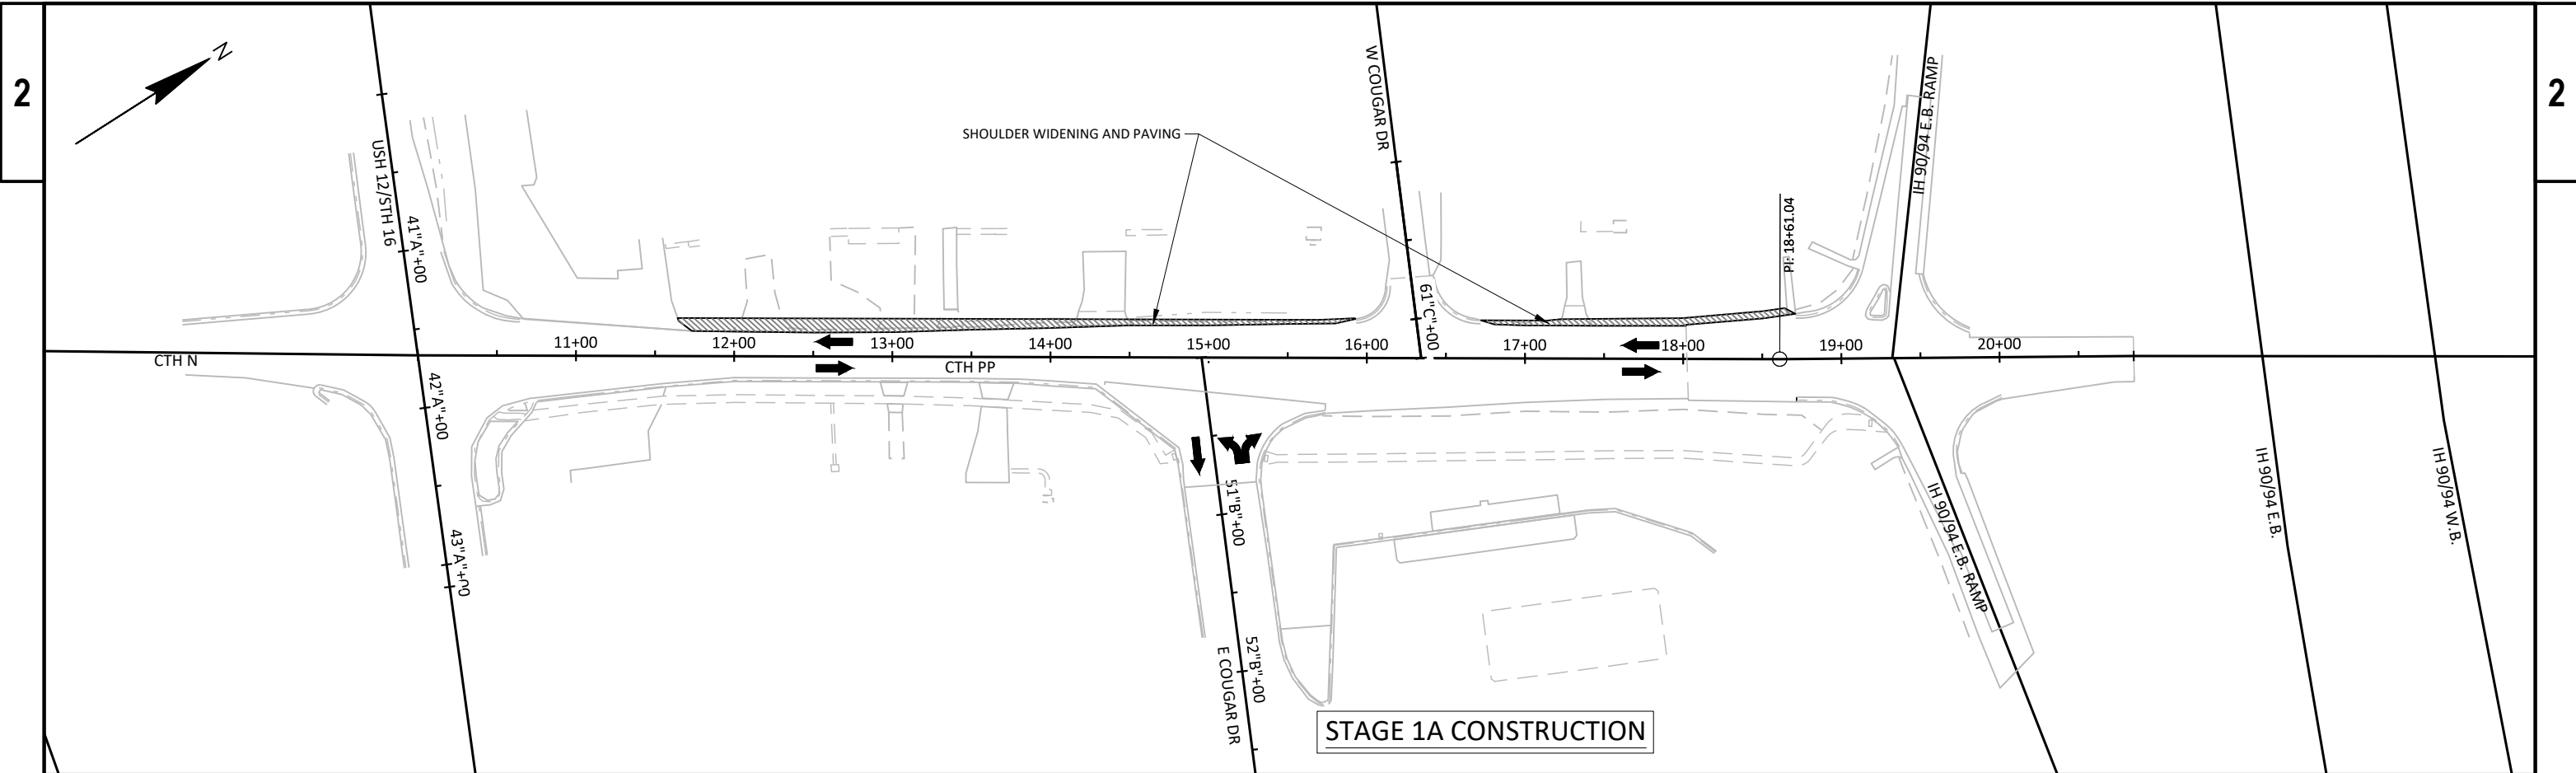 2
2
N
USH 12/STH 16
41"A"+00
SHOULDER WIDENING AND PAVING
W COUGAR DR
61"C"+00
PI: 18+61.04
IH 90/94 E.B. RAMP
CTH N
11+00
12+00
13+00
14+00
15+00
16+00
17+00
18+00
19+00
20+00
CTH PP
42"A"+00
43"A"+00
51"B"+00
52"B"+00
E COUGAR DR
IH 90/94 E.B. RAMP
IH 90/94 E.B.
IH 90/94 W.B.
STAGE 1A CONSTRUCTION